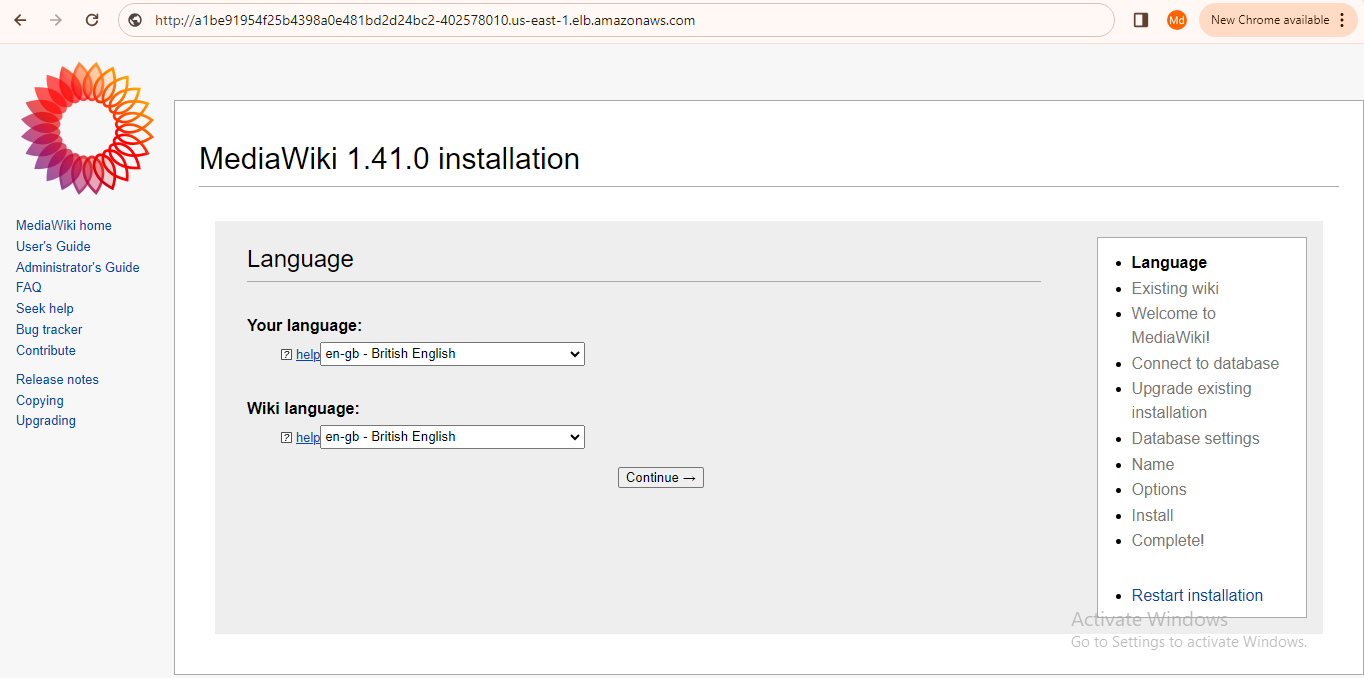 http://a1be91954f25b4398a0e481bd2d24bc2-402578010.us-east-1.elb.amazonaws.com
Md
New Chrome available
MediaWiki home
User's Guide
Administrator's Guide
FAQ
Seek help
Bug tracker
Contribute
Release notes
Copying
Upgrading
MediaWiki 1.41.0 installation
Language
Your language:
? help en-gb - British English
Wiki language:
? help en-gb - British English
Continue →
• Language
• Existing wiki
• Welcome to
MediaWiki!
• Connect to database
• Upgrade existing
installation
• Database settings
• Name
• Options
• Install
• Complete!
• Restart installation
Activate Windows
Go to Settings to activate Windows.